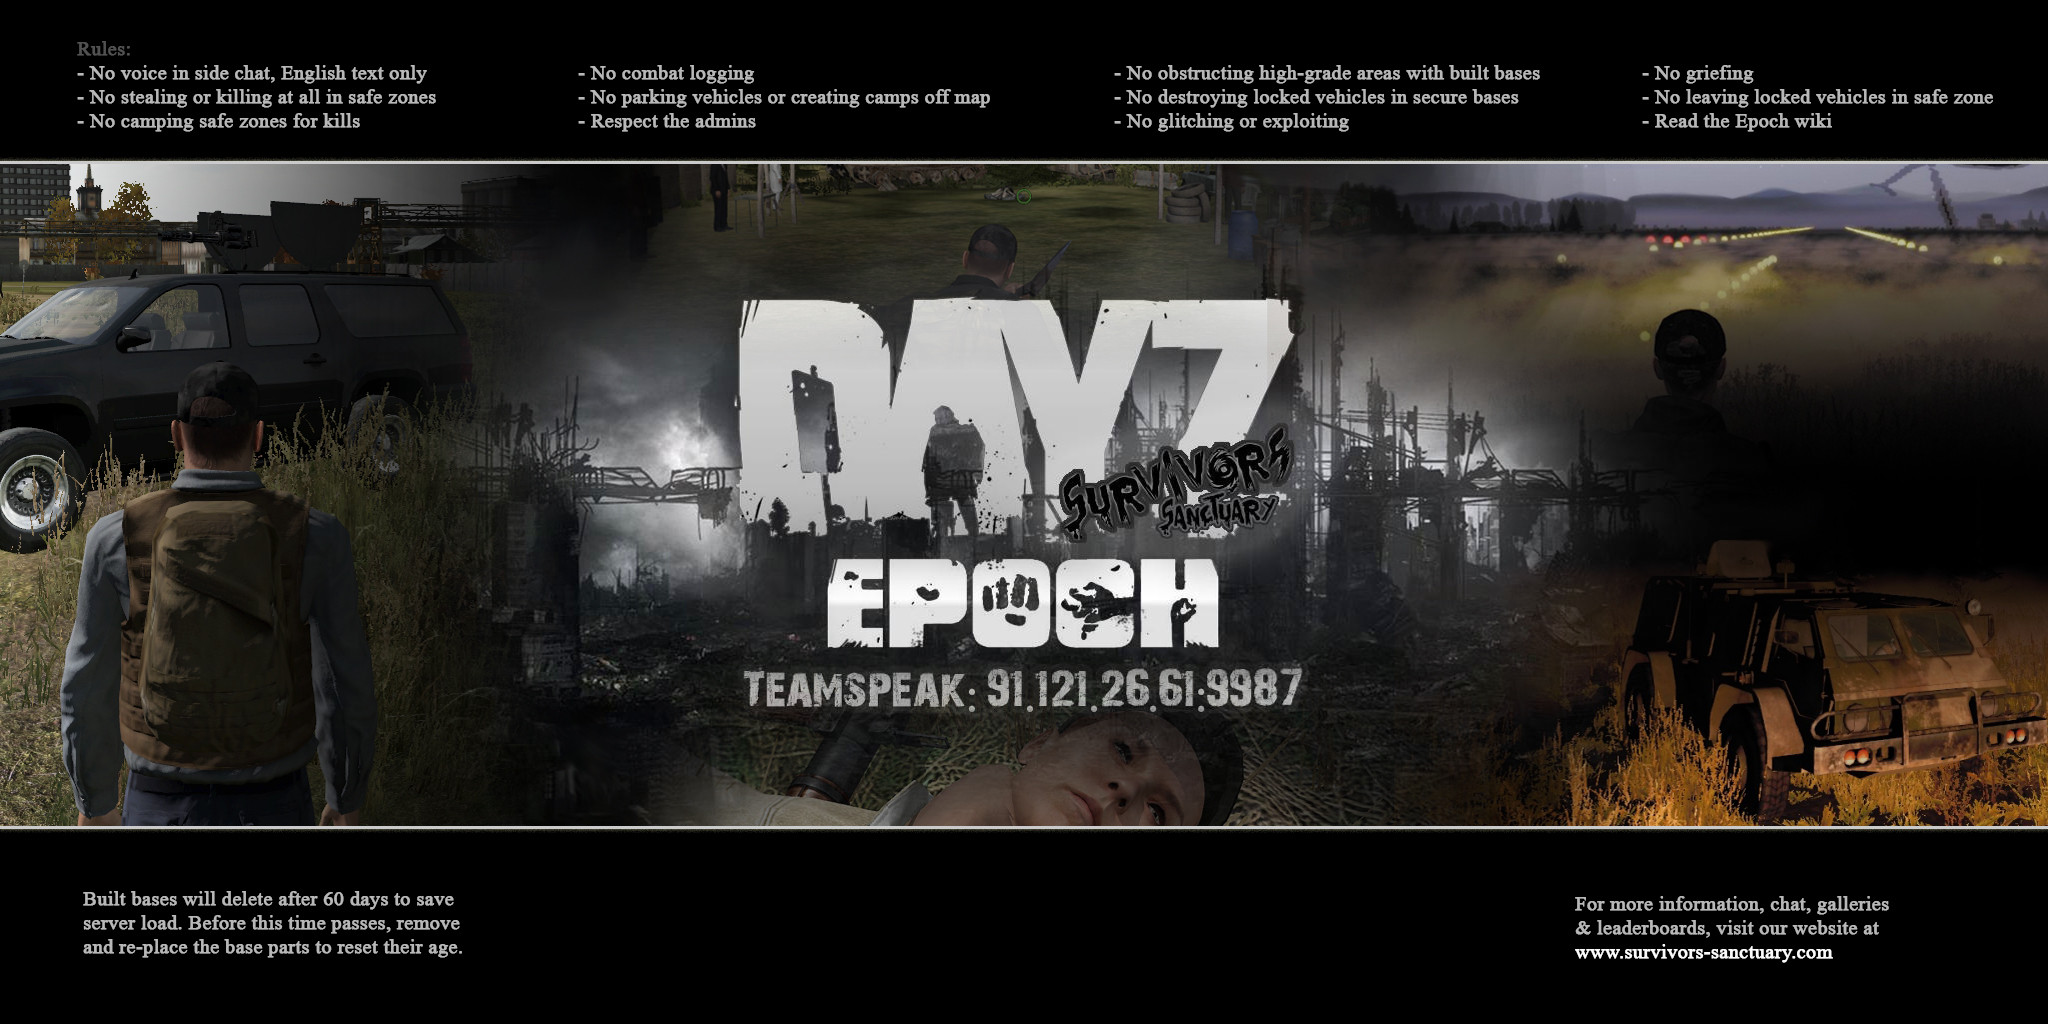 Rules:
- No voice in side chat, English text only
- No stealing or killing at all in safe zones
- No camping safe zones for kills
- No combat logging
- No parking vehicles or creating camps off map
- Respect the admins
- No obstructing high-grade areas with built bases
- No destroying locked vehicles in secure bases
- No glitching or exploiting
- No griefing
- No leaving locked vehicles in safe zone
- Read the Epoch wiki
DAYZ
SURVIVORS
SANCTUARY
EPOCH
TEAMSPEAK: 91.121.26.61:9987
Built bases will delete after 60 days to save
server load. Before this time passes, remove
and re-place the base parts to reset their age.
For more information, chat, galleries
& leaderboards, visit our website at
www.survivors-sanctuary.com